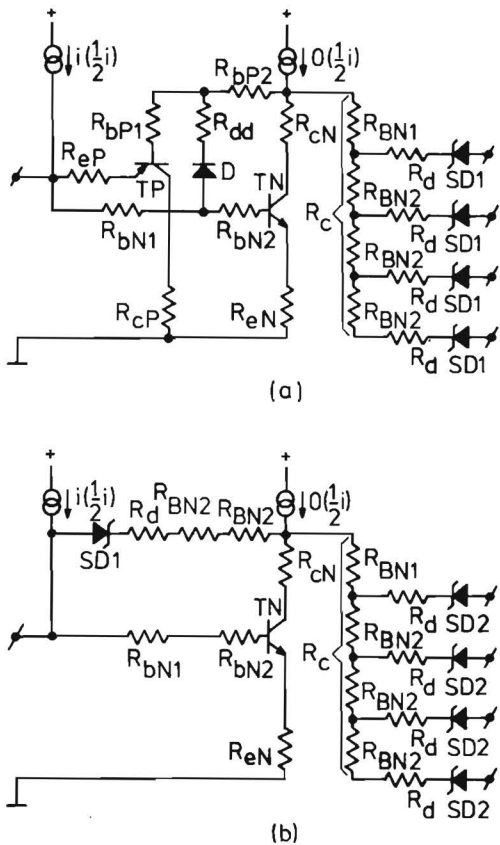 + +
i(½i) 0(½i)
RbP2
RbP1 Rdd RcN RBN1
ReP D TN Rd SD1
TP RBN2
RbN1 RbN2 Rc Rd SD1
RBN2
Rd SD1
RcP ReN RBN2
Rd SD1
(a)
+ +
i(½i) Rd RBN2 RBN2 0(½i)
SD1 RcN RBN1
TN Rd SD2
RBN2
RbN1 RbN2 Rc Rd SD2
RBN2
Rd SD2
ReN RBN2
Rd SD2
(b)